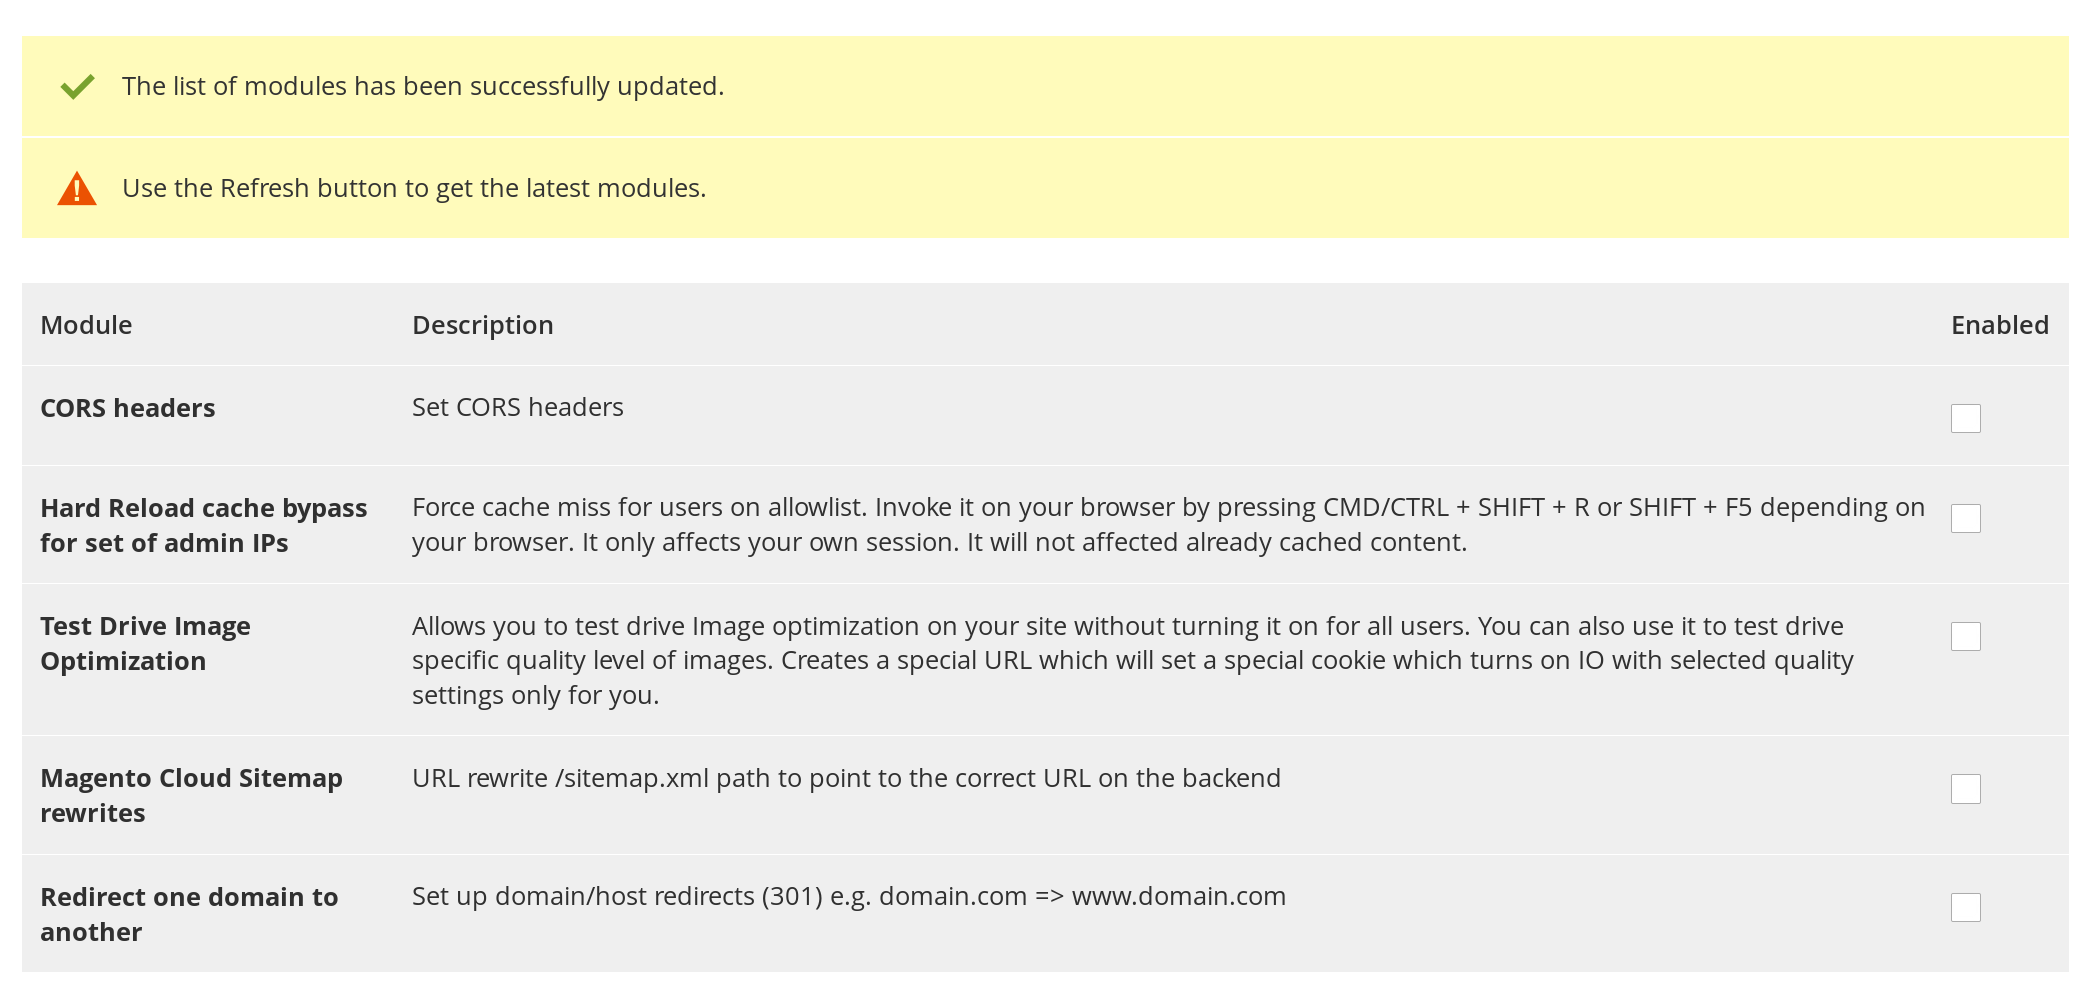 The list of modules has been successfully updated.
Use the Refresh button to get the latest modules.
Module Description Enabled
CORS headers Set CORS headers
Hard Reload cache bypass Force cache miss for users on allowlist. Invoke it on your browser by pressing CMD/CTRL + SHIFT + R or SHIFT + F5 depending on
for set of admin IPs your browser. It only affects your own session. It will not affected already cached content.
Test Drive Image Allows you to test drive Image optimization on your site without turning it on for all users. You can also use it to test drive
Optimization specific quality level of images. Creates a special URL which will set a special cookie which turns on IO with selected quality
settings only for you.
Magento Cloud Sitemap URL rewrite /sitemap.xml path to point to the correct URL on the backend
rewrites
Redirect one domain to Set up domain/host redirects (301) e.g. domain.com => www.domain.com
another